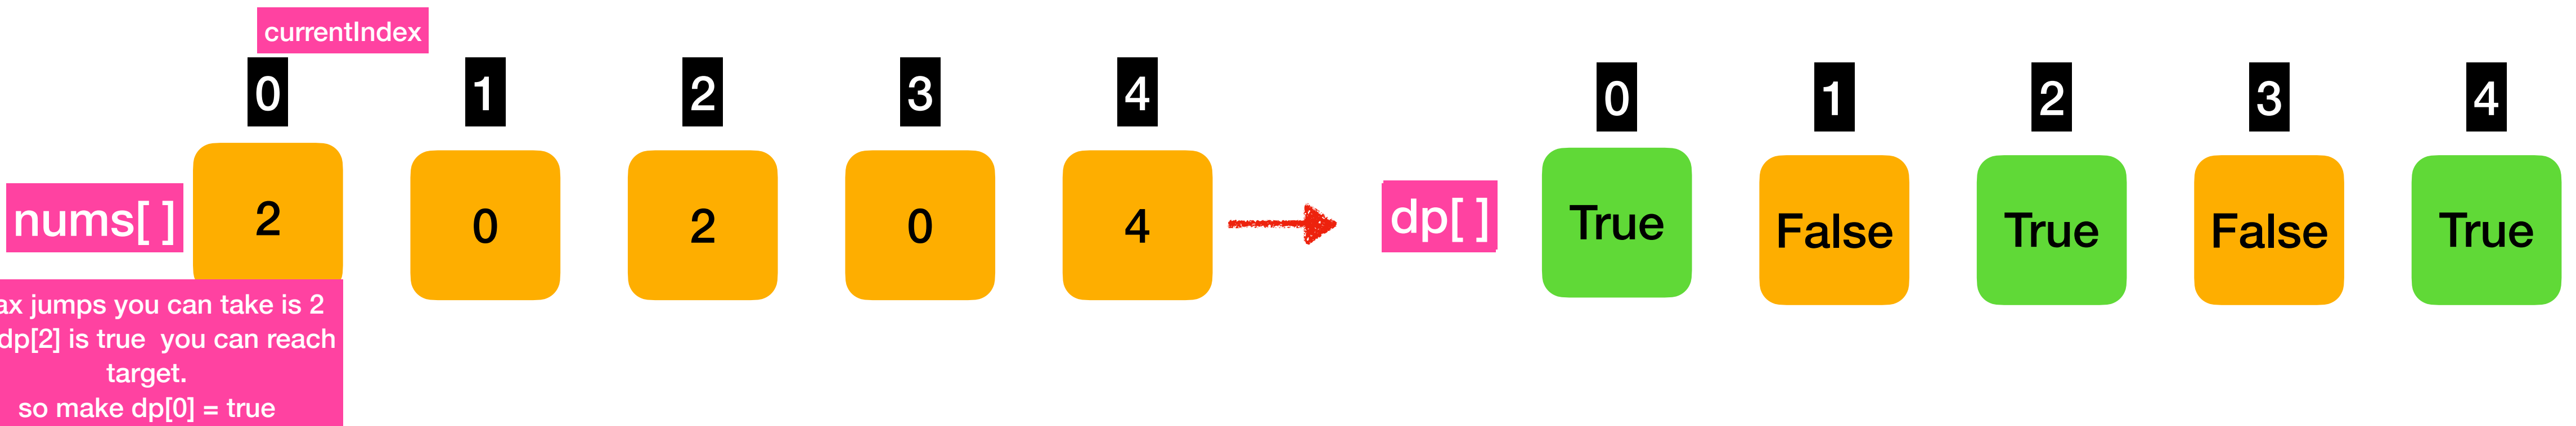 currentIndex
0 1 2 3 4
0 1 2 3 4
nums[ ] 2 0 2 0 4
dp[ ] True False True False True
jumps you can take is 2
dp[2] is true you can reach
target.
so make dp[0] = true